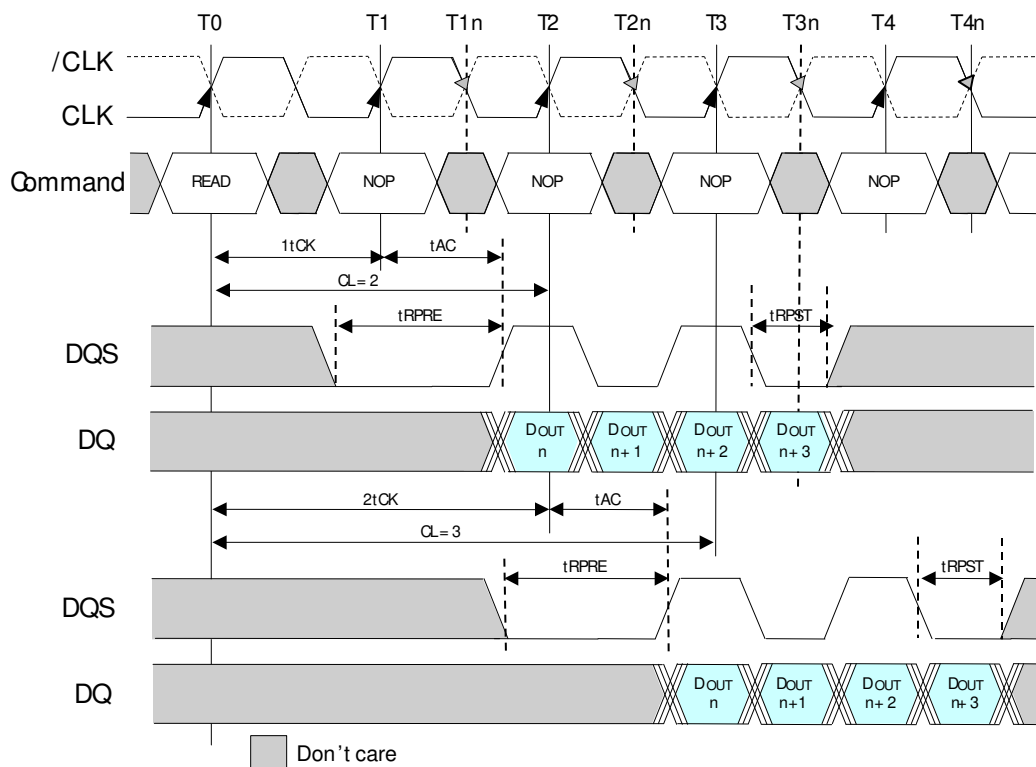 T0 T1 T1n T2 T2n T3 T3n T4 T4n
/CLK
CLK
Command READ NOP NOP NOP NOP
1tCK tAC
CL= 2
tRPRE tRPST
DQS
DQ DOUT n DOUT n+ 1 DOUT n+ 2 DOUT n+ 3
2tCK tAC
CL= 3
tRPRE tRPST
DQS
DQ DOUT n DOUT n+1 DOUT n+ 2 DOUT n+ 3
Don't care